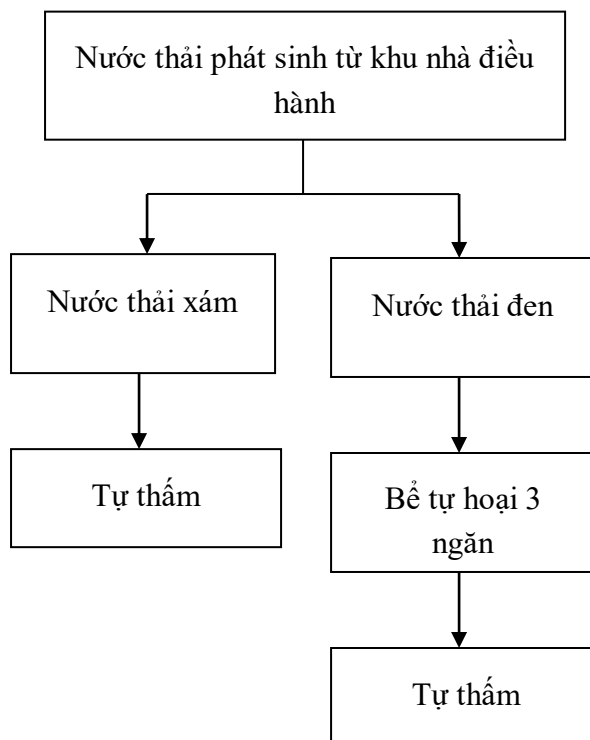 Nước thải phát sinh từ khu nhà điều
hành
Nước thải xám
Nước thải đen
Tự thấm
Bể tự hoại 3
ngăn
Tự thấm